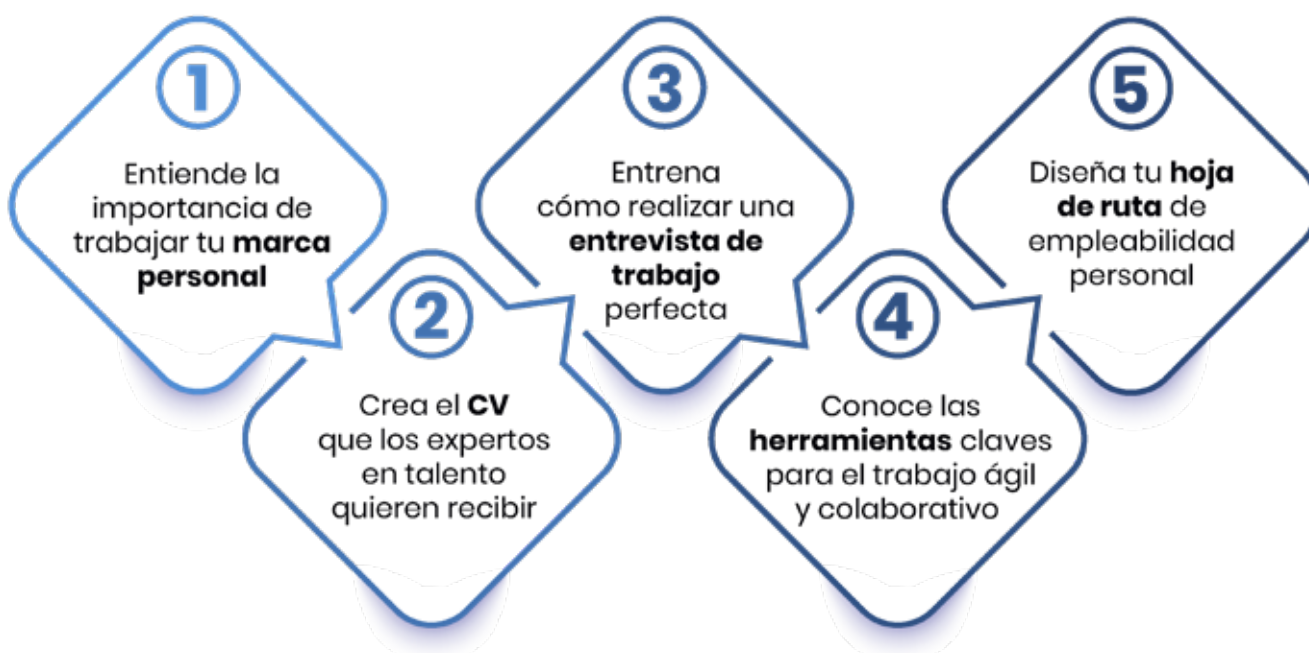 1
Entiende la
importancia de
trabajar tu marca
personal
2
Crea el CV
que los expertos
en talento
quieren recibir
3
Entrena
cómo realizar una
entrevista de
trabajo
perfecta
4
Conoce las
herramientas claves
para el trabajo ágil
y colaborativo
5
Diseña tu hoja
de ruta de
empleabilidad
personal